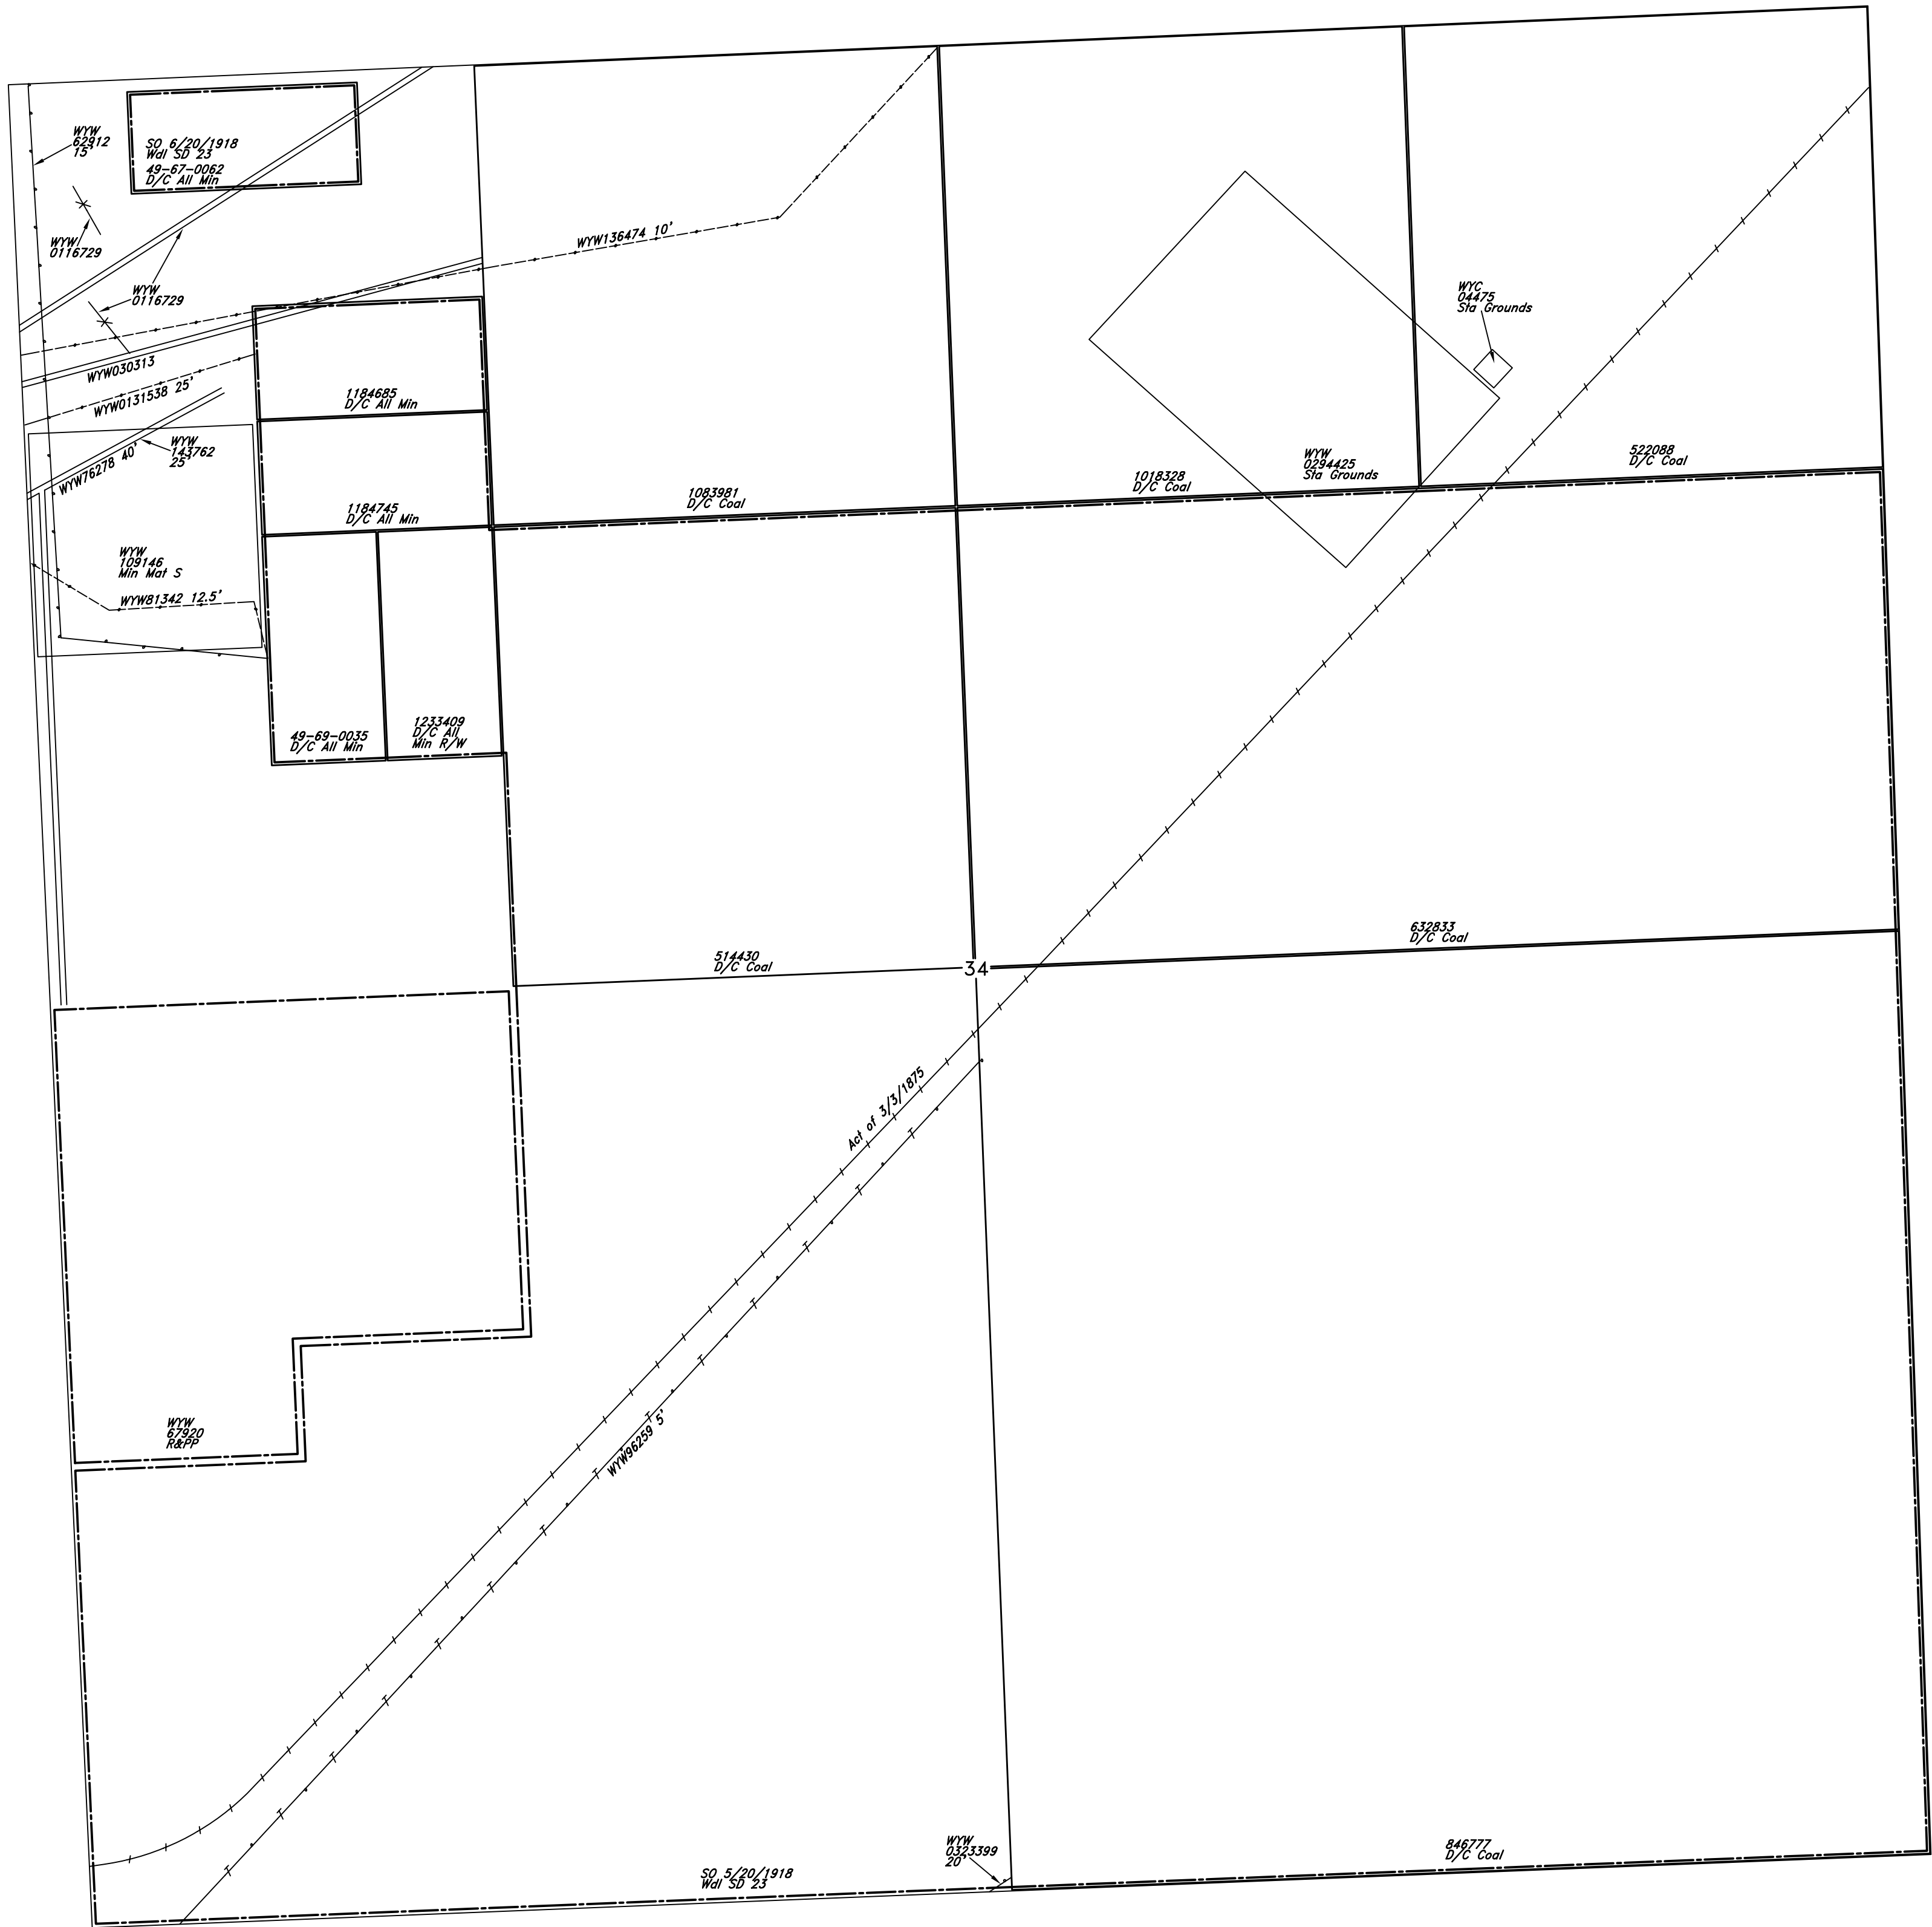 WYW
62912
15'
SO 6/20/1918
Wdl SD 23
49-67-0062
D/C All Min
WYW
0116729
WYW
0116729
WYW136474 10'
WYC
04475
Sta Grounds
WYW030313
WYW0131538 25'
1184685
D/C All Min
WYW
143762
25'
WYW76278 40'
WYW
0294425
Sta Grounds
522088
D/C Coal
1018328
D/C Coal
1083981
D/C Coal
1184745
D/C All Min
WYW
109146
Min Mat S
WYW81342 12.5'
49-69-0035
D/C All Min
1233409
D/C All
Min R/W
632833
D/C Coal
514430
D/C Coal
34
Act of 3/3/1875
WYW96259 5'
WYW
67920
R&PP
WYW
0323399
20'
846777
D/C Coal
SO 5/20/1918
Wdl SD 23